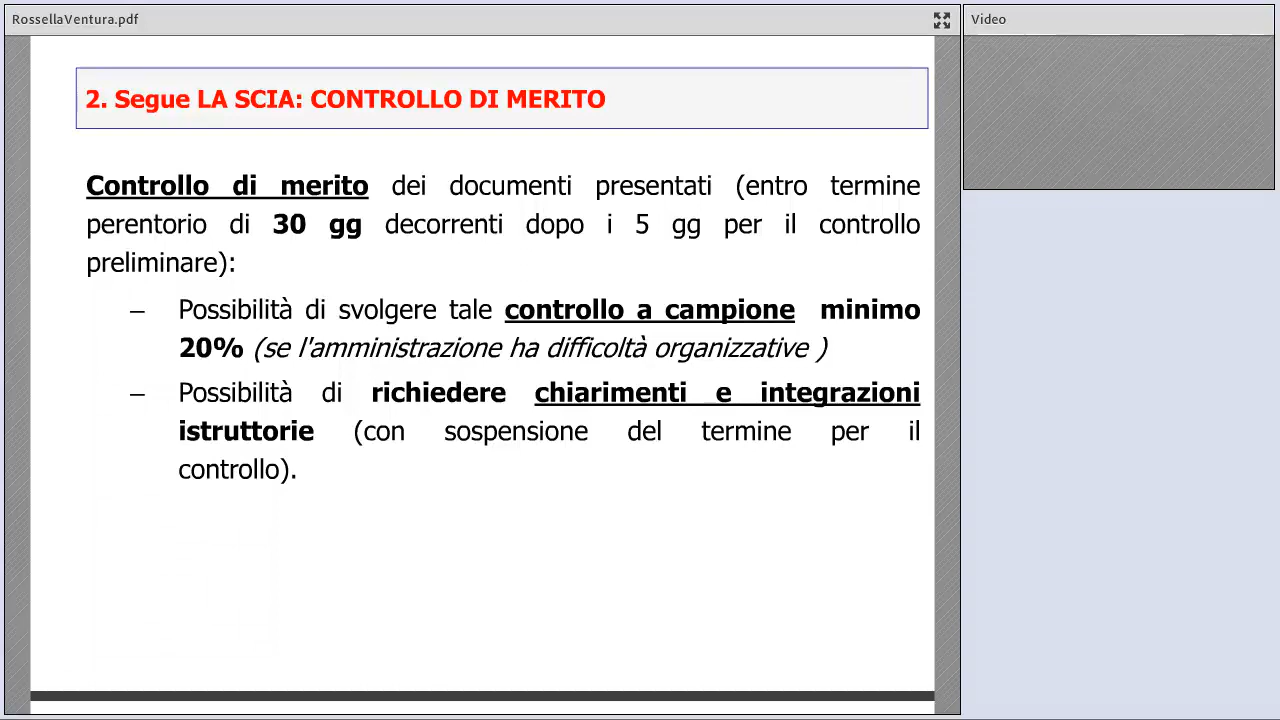 RossellaVentura.pdf
Video
2. Segue LA SCIA: CONTROLLO DI MERITO
Controllo di merito dei documenti presentati (entro termine
perentorio di 30 gg decorrenti dopo i 5 gg per il controllo
preliminare):
– Possibilità di svolgere tale controllo a campione minimo
20% (se l'amministrazione ha difficoltà organizzative )
– Possibilità di richiedere chiarimenti e integrazioni
istruttorie (con sospensione del termine per il
controllo).